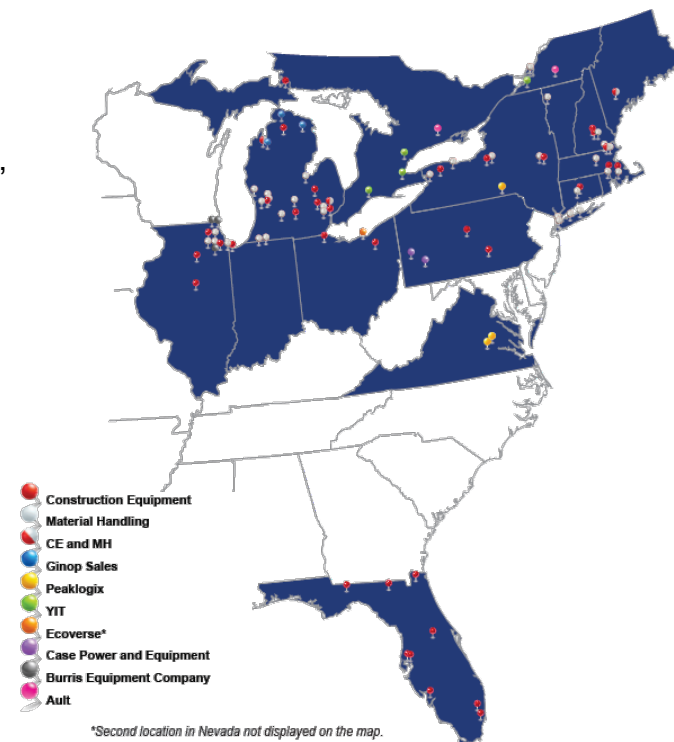 ,
Construction Equipment
Material Handling
CE and MH
Ginop Sales
Peaklogix
YIT
Ecoverse*
Case Power and Equipment
Burris Equipment Company
Ault
*Second location in Nevada not displayed on the map.